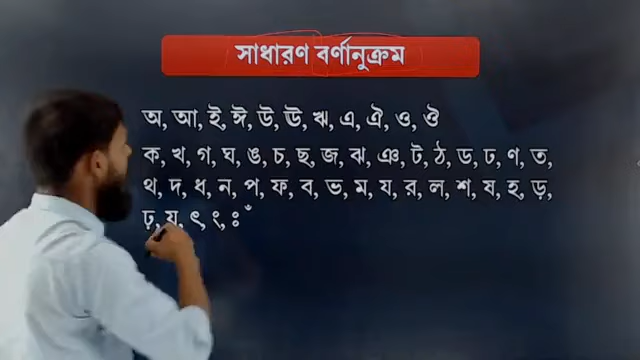 সাধারণ বর্ণানুক্রম
অ, আ, ই, ঈ, উ, ঊ, ঋ, এ, ঐ, ও, ঔ
ক, খ, গ, ঘ, ঙ, চ, ছ, জ, ঝ, ঞ, ট, ঠ, ড, ঢ, ণ, ত,
থ, দ, ধ, ন, প, ফ, ব, ভ, ম, য, র, ল, শ, ষ, হ, ড়,
ঢ়, য়, ৎ, ং, ঃ ঁ